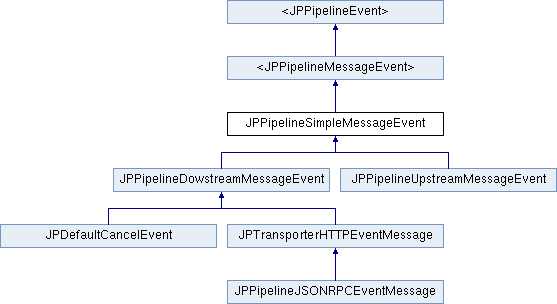 <JPPipelineEvent>
<JPPipelineMessageEvent>
JPPipelineSimpleMessageEvent
JPPipelineDowstreamMessageEvent
JPPipelineUpstreamMessageEvent
JPDefaultCancelEvent
JPTransporterHTTPEventMessage
JPPipelineJSONRPCEventMessage